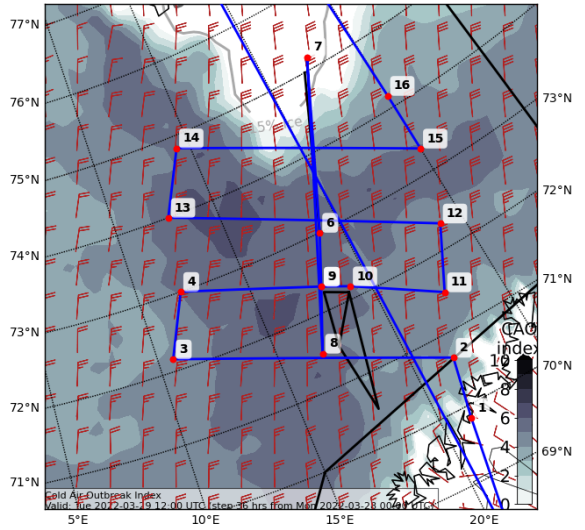 7
77°N
76°N
16
73°N
15% ice
14
15
75°N
72°N
13
12
6
74°N
71°N
4
9
10
11
73°N
CAO
index
2
10
3
8
8
70°N
72°N
1
6
4
69°N
71°N
2
0
Cold Air Outbreak Index
Valid: Tue 2022-03-29 12:00 UTC (step 36 hrs from Mon 2022-03-28 00:00 UTC)
5°E
10°E
15°E
20°E